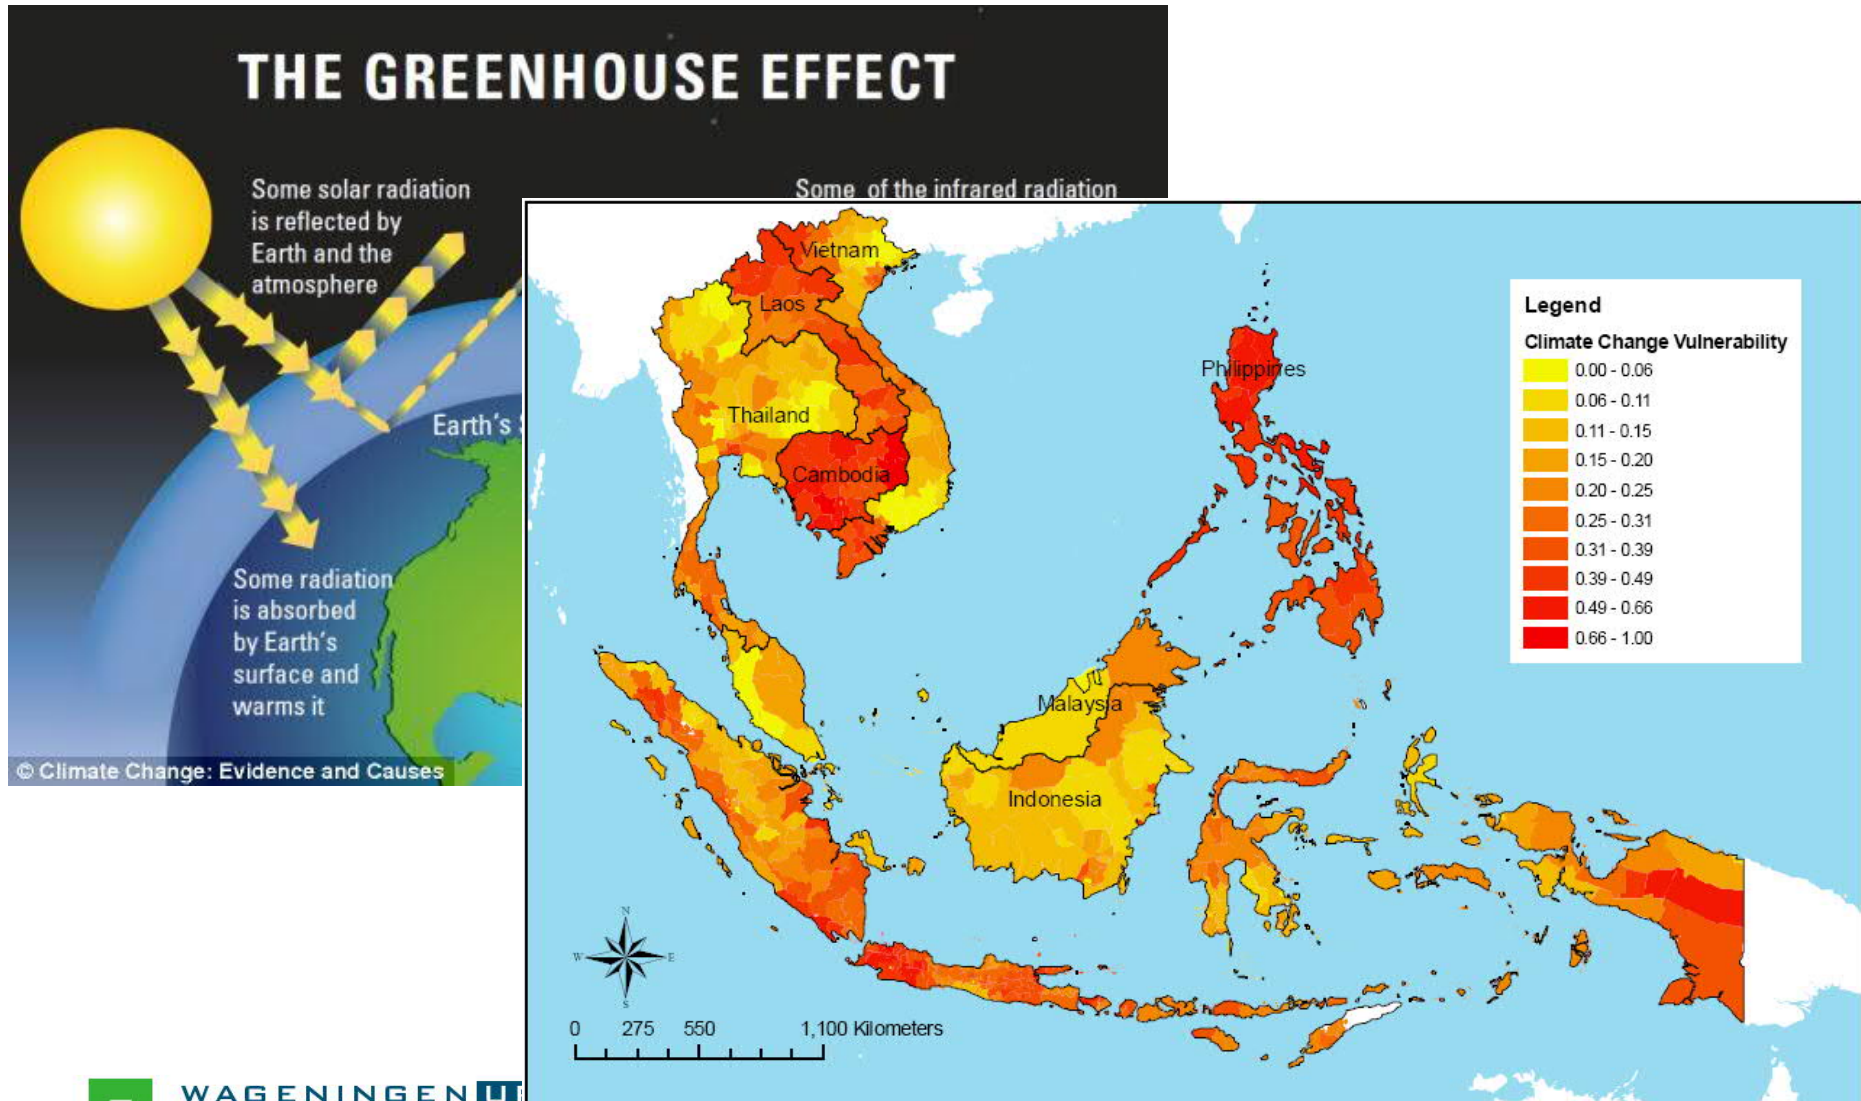 THE GREENHOUSE EFFECT
Some solar radiation
is reflected by
Earth and the
atmosphere
Some of the infrared radiation
Earth's
Some radiation
is absorbed
by Earth's
surface and
warms it
© Climate Change: Evidence and Causes
Vietnam
Laos
Thailand
Cambodia
Philippines
Malaysia
Indonesia
Legend
Climate Change Vulnerability
0.00 - 0.06
0.06 - 0.11
0.11 - 0.15
0.15 - 0.20
0.20 - 0.25
0.25 - 0.31
0.31 - 0.39
0.39 - 0.49
0.49 - 0.66
0.66 - 1.00
N
W E
S
0 275 550 1,100 Kilometers
WAGENINGEN